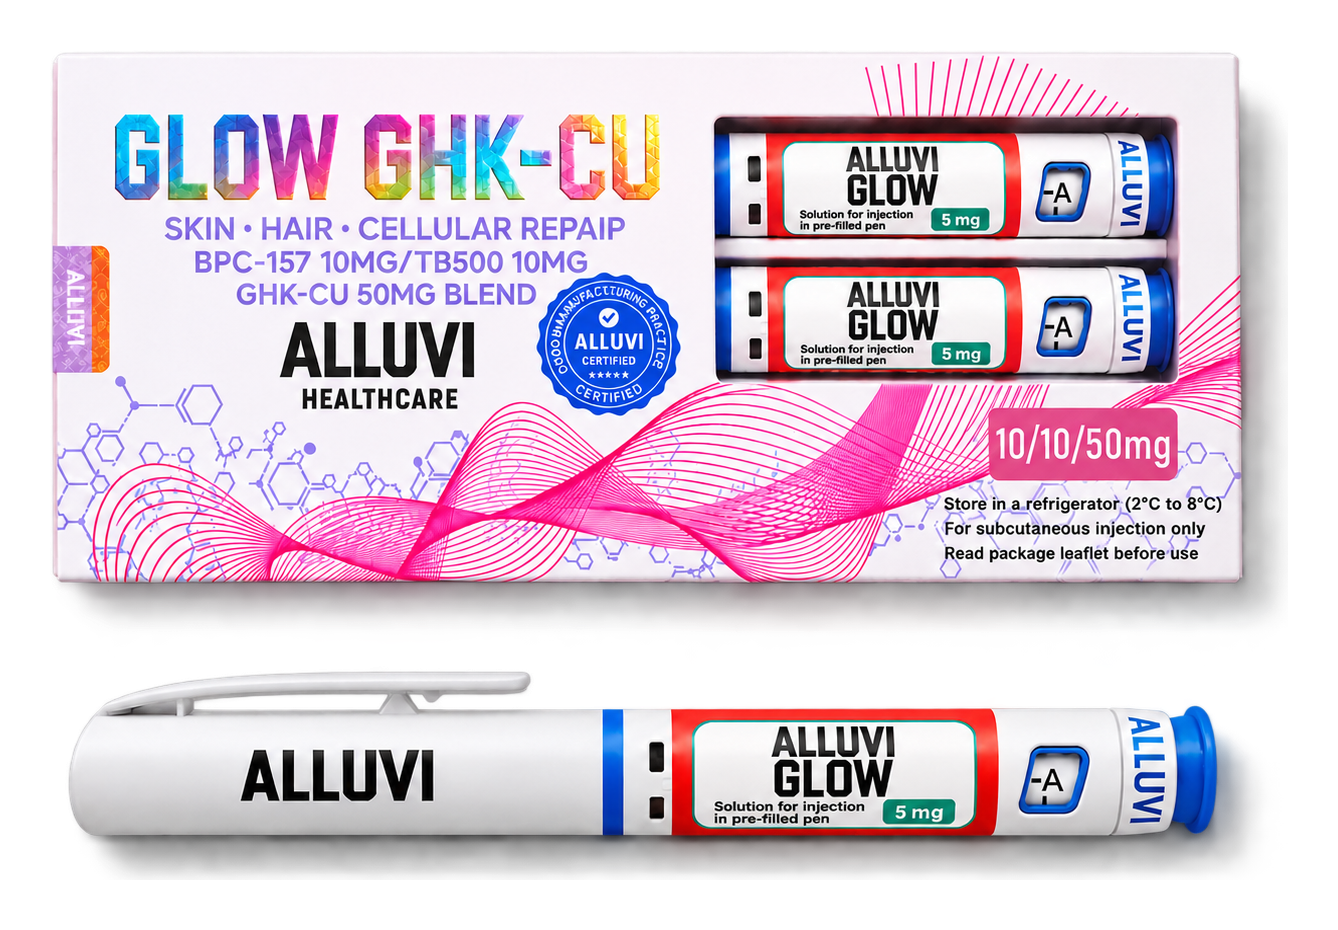 GLOW GHK-CU
SKIN • HAIR • CELLULAR REPAIP
BPC-157 10MG/TB500 10MG
GHK-CU 50MG BLEND
ALLUVI
HEALTHCARE
ALLUVI
GOOD MANUFACTURING PRACTICE
ALLUVI
CERTIFIED
★★★★★
CERTIFIED
ALLUVI
GLOW
Solution for injection
in pre-filled pen
5 mg
-A
ALLUVI
ALLUVI
GLOW
Solution for injection
in pre-filled pen
5 mg
-A
ALLUVI
10/10/50mg
Store in a refrigerator (2°C to 8°C)
For subcutaneous injection only
Read package leaflet before use
ALLUVI
ALLUVI
GLOW
Solution for injection
in pre-filled pen
5 mg
-A
ALLUVI